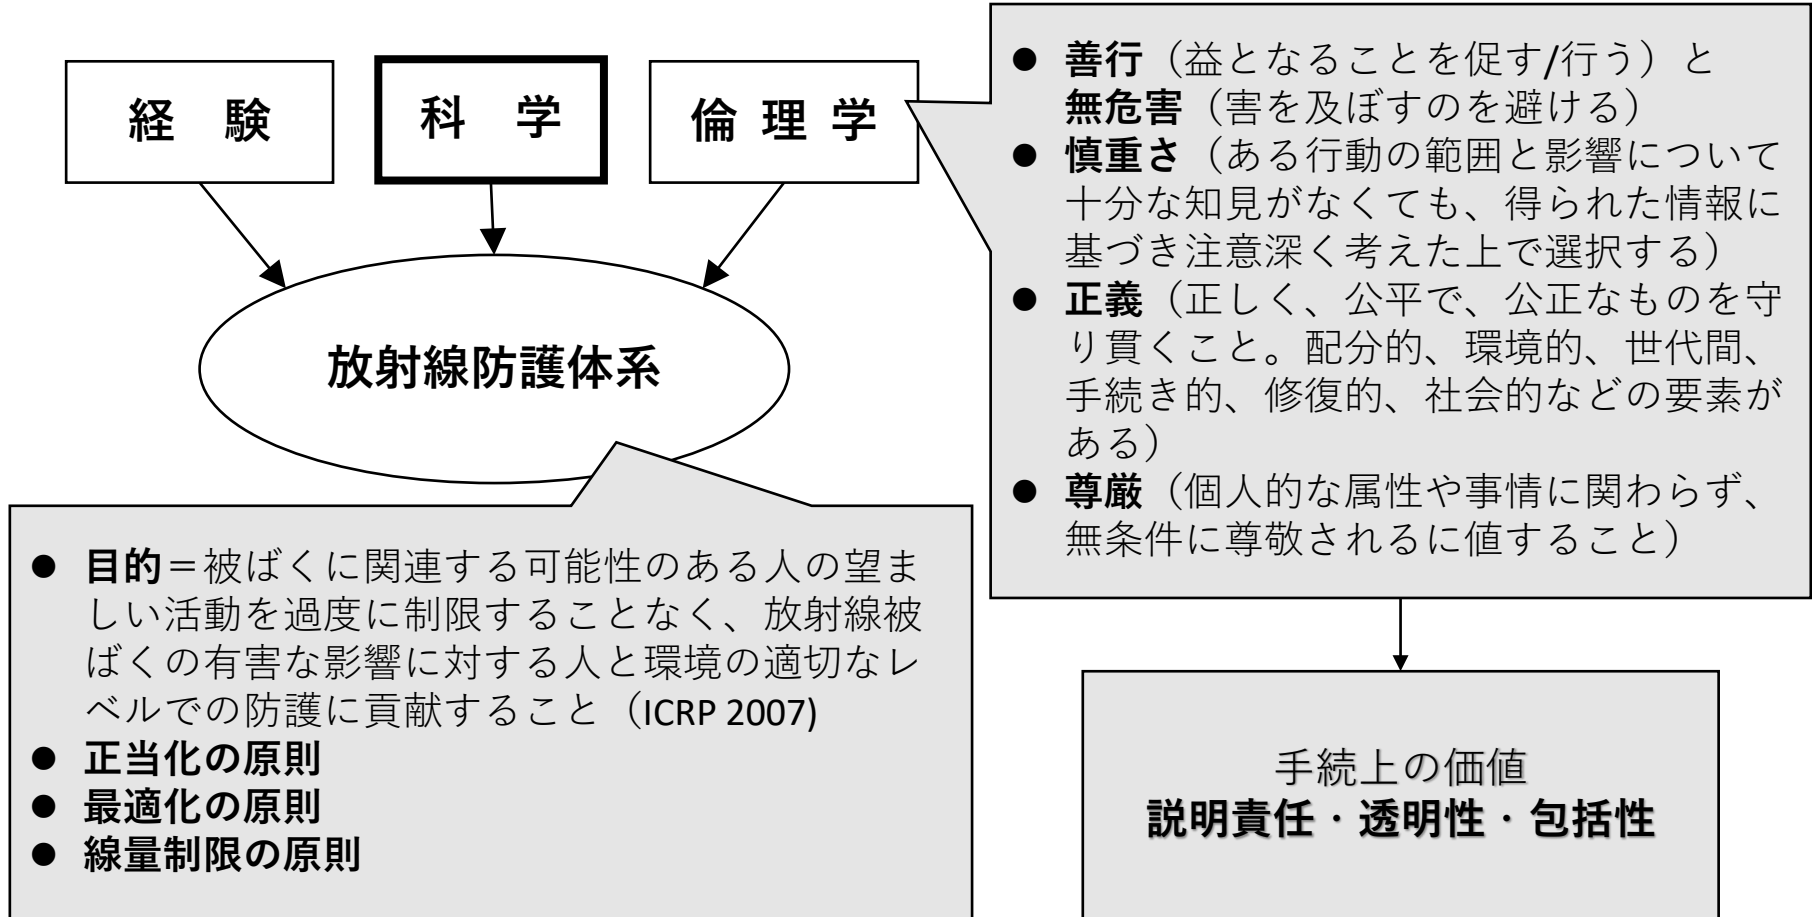 経 験
科 学
倫 理 学
放射線防護体系
● 善行（益となることを促す/行う）と
無危害（害を及ぼすのを避ける）
● 慎重さ（ある行動の範囲と影響について
十分な知見がなくても、得られた情報に
基づき注意深く考えた上で選択する）
● 正義（正しく、公平で、公正なものを守
り貫くこと。配分的、環境的、世代間、
手続き的、修復的、社会的などの要素が
ある）
● 尊厳（個人的な属性や事情に関わらず、
無条件に尊敬されるに値すること）
● 目的＝被ばくに関連する可能性のある人の望ま
しい活動を過度に制限することなく、放射線被
ばくの有害な影響に対する人と環境の適切なレ
ベルでの防護に貢献すること（ICRP 2007)
● 正当化の原則
● 最適化の原則
● 線量制限の原則
手続上の価値
説明責任・透明性・包括性